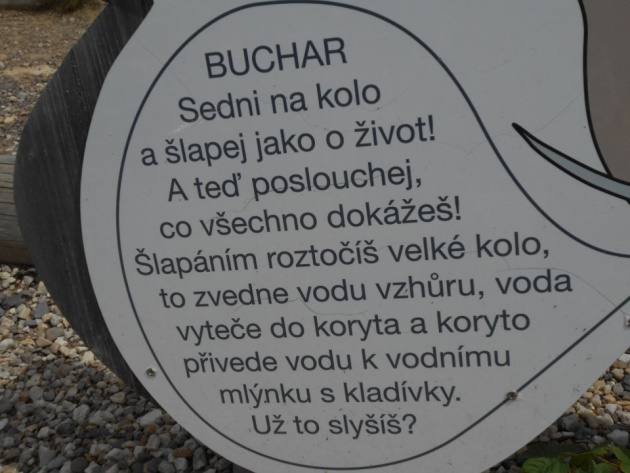 BUCHAR
Sedni na kolo
a šlapej jako o život!
A teď poslouchej,
co všechno dokážeš!
Šlapáním roztočíš velké kolo,
to zvedne vodu vzhůru, voda
vyteče do koryta a koryto
přivede vodu k vodnímu
mlýnku s kladívky.
Už to slyšíš?